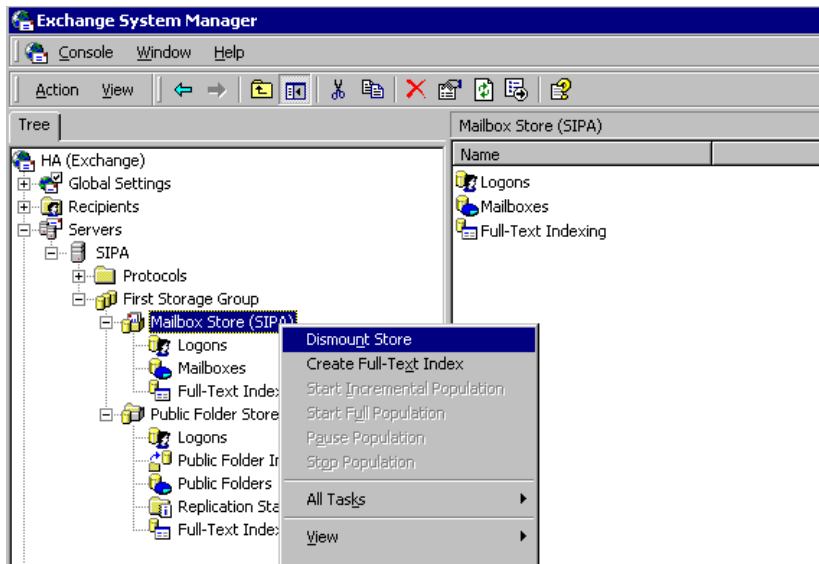 Exchange System Manager
Console Window Help
Action View
Tree
Mailbox Store (SIPA)
HA (Exchange)
Global Settings
Recipients
Servers
SIPA
Protocols
First Storage Group
Mailbox Store (SIPA)
Logons
Mailboxes
Full-Text Index
Public Folder Store
Logons
Public Folder
Public Folders
Replication
Full-Text Index
Name
Logons
Mailboxes
Full-Text Indexing
Dismount Store
Create Full-Text Index
Start Incremental Population
Start Full Population
Pause Population
Stop Population
All Tasks
View